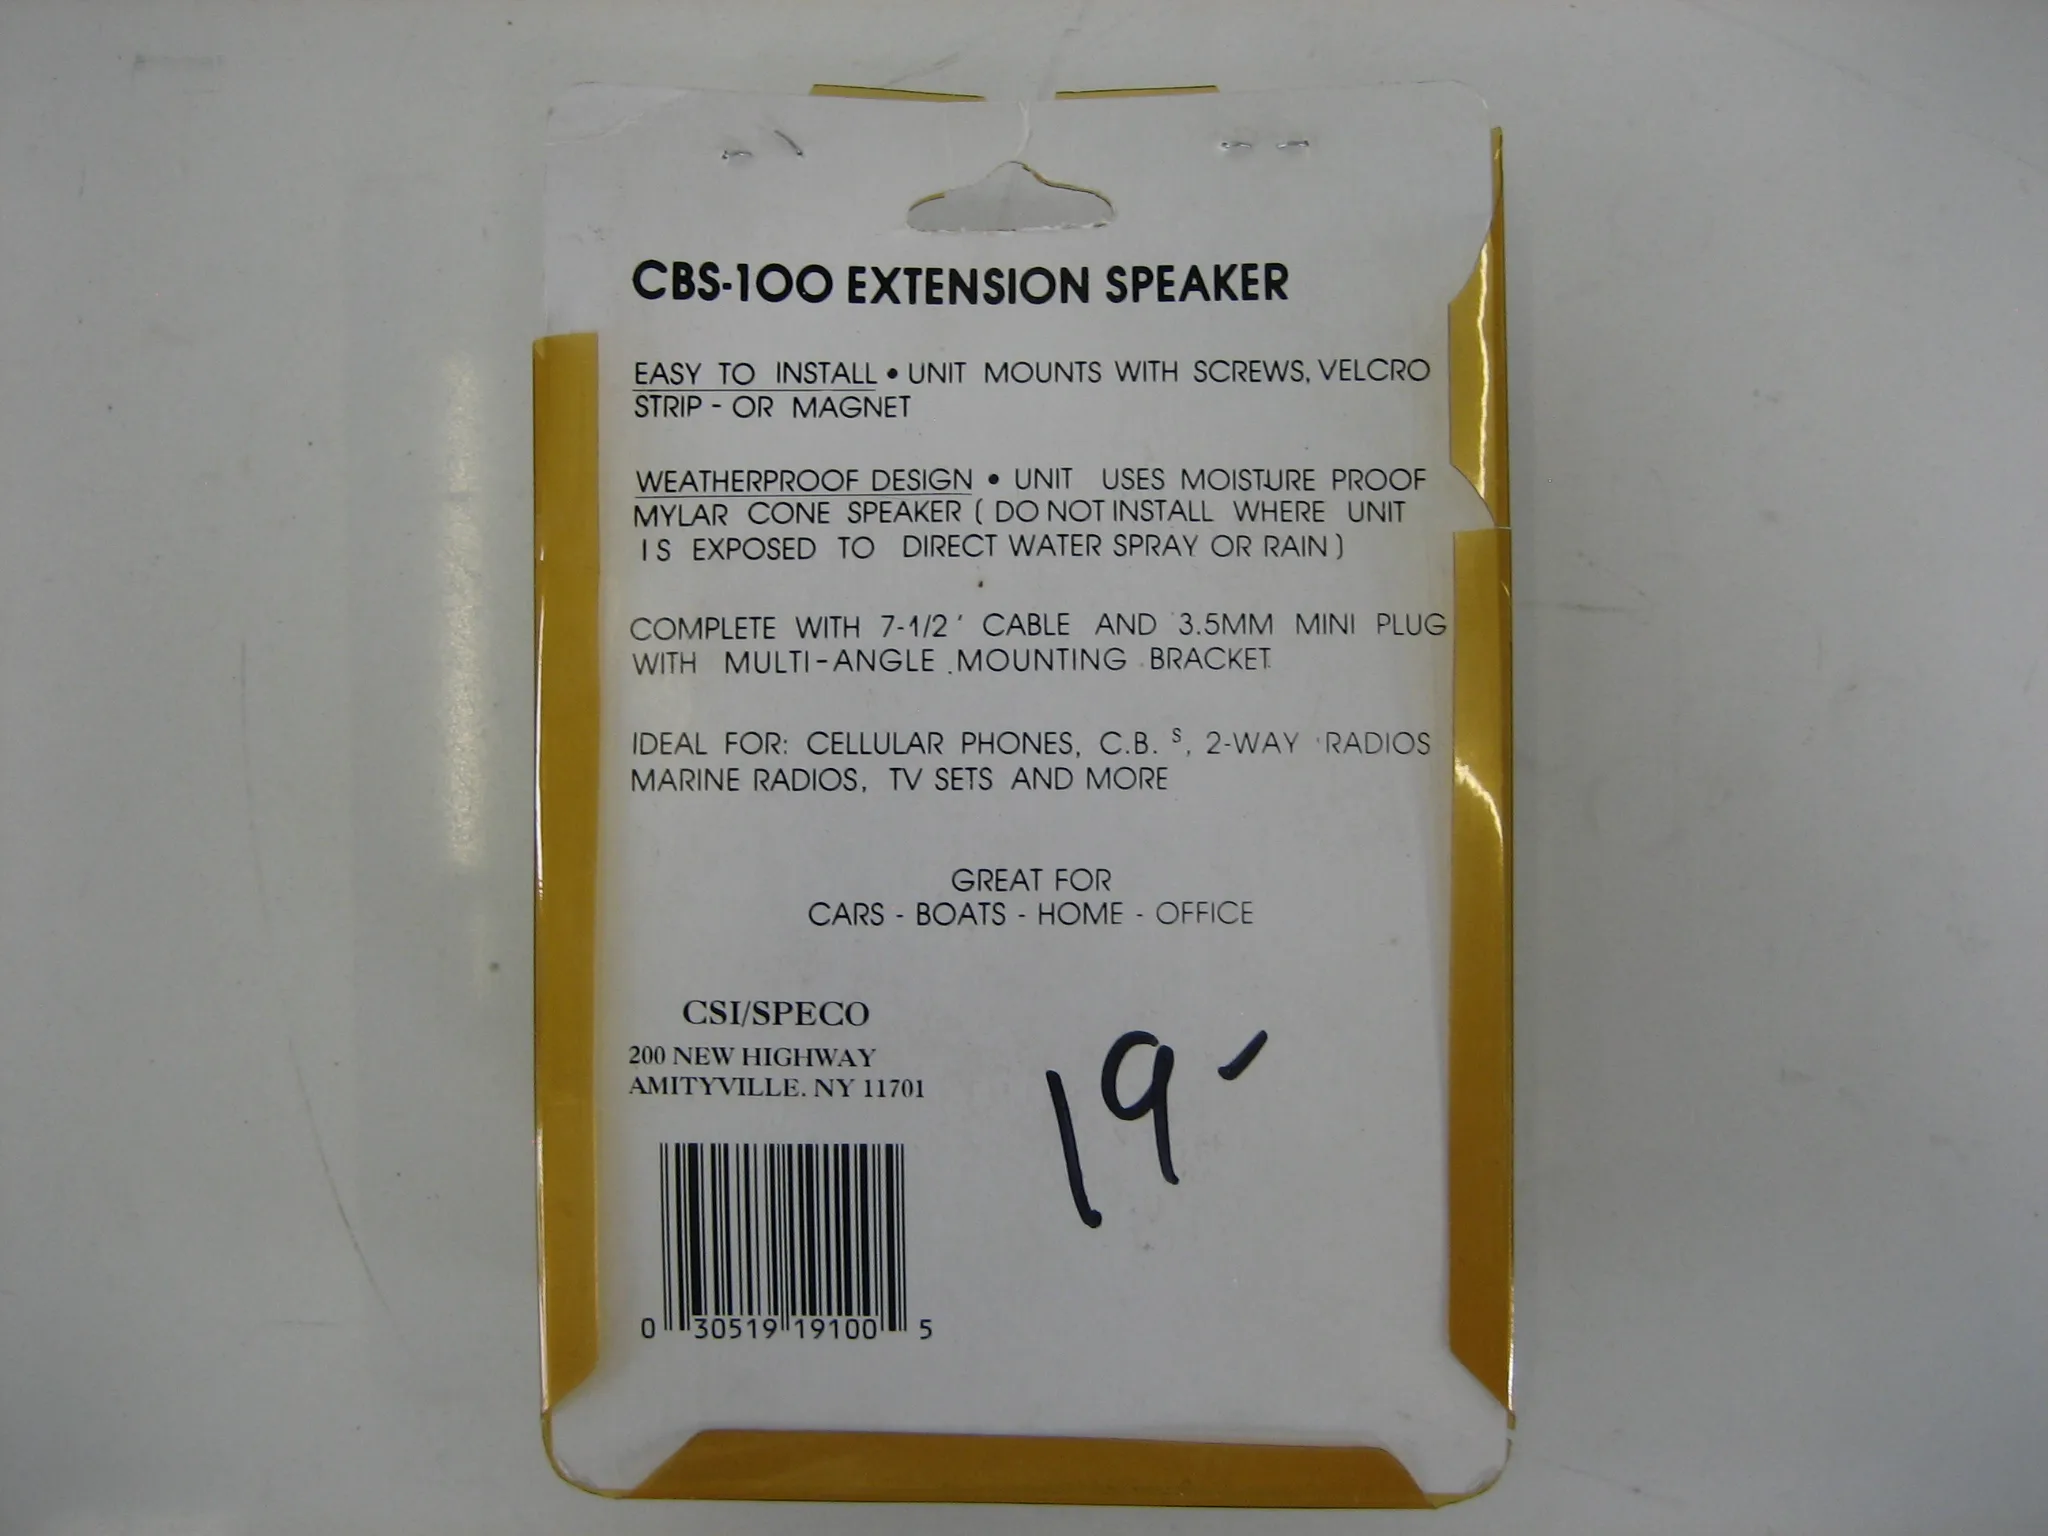 CBS-100 EXTENSION SPEAKER
EASY TO INSTALL • UNIT MOUNTS WITH SCREWS, VELCRO
STRIP - OR MAGNET
WEATHERPROOF DESIGN • UNIT USES MOISTURE PROOF
MYLAR CONE SPEAKER ( DO NOT INSTALL WHERE UNIT
IS EXPOSED TO DIRECT WATER SPRAY OR RAIN )
COMPLETE WITH 7-1/2' CABLE AND 3.5MM MINI PLUG
WITH MULTI-ANGLE MOUNTING BRACKET
IDEAL FOR: CELLULAR PHONES, C.B. S, 2-WAY RADIOS
MARINE RADIOS, TV SETS AND MORE
GREAT FOR
CARS - BOATS - HOME - OFFICE
CSI/SPECO
200 NEW HIGHWAY
AMITYVILLE. NY 11701
19-
0 30519 19100 5